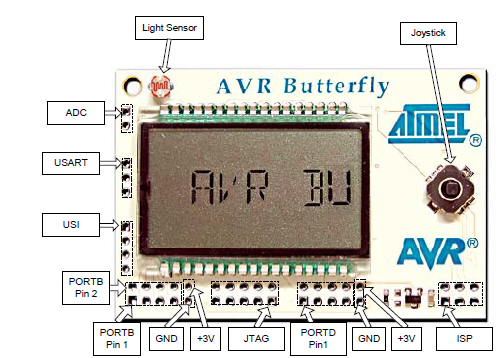 Light Sensor
Joystick
AVR Butterfly
ADC
ATMEL®
USART
AVR BU
USI
AVR®
PORTB
Pin 2
PORTB
Pin 1
GND
+3V
JTAG
PORTD
Pin1
GND
+3V
ISP